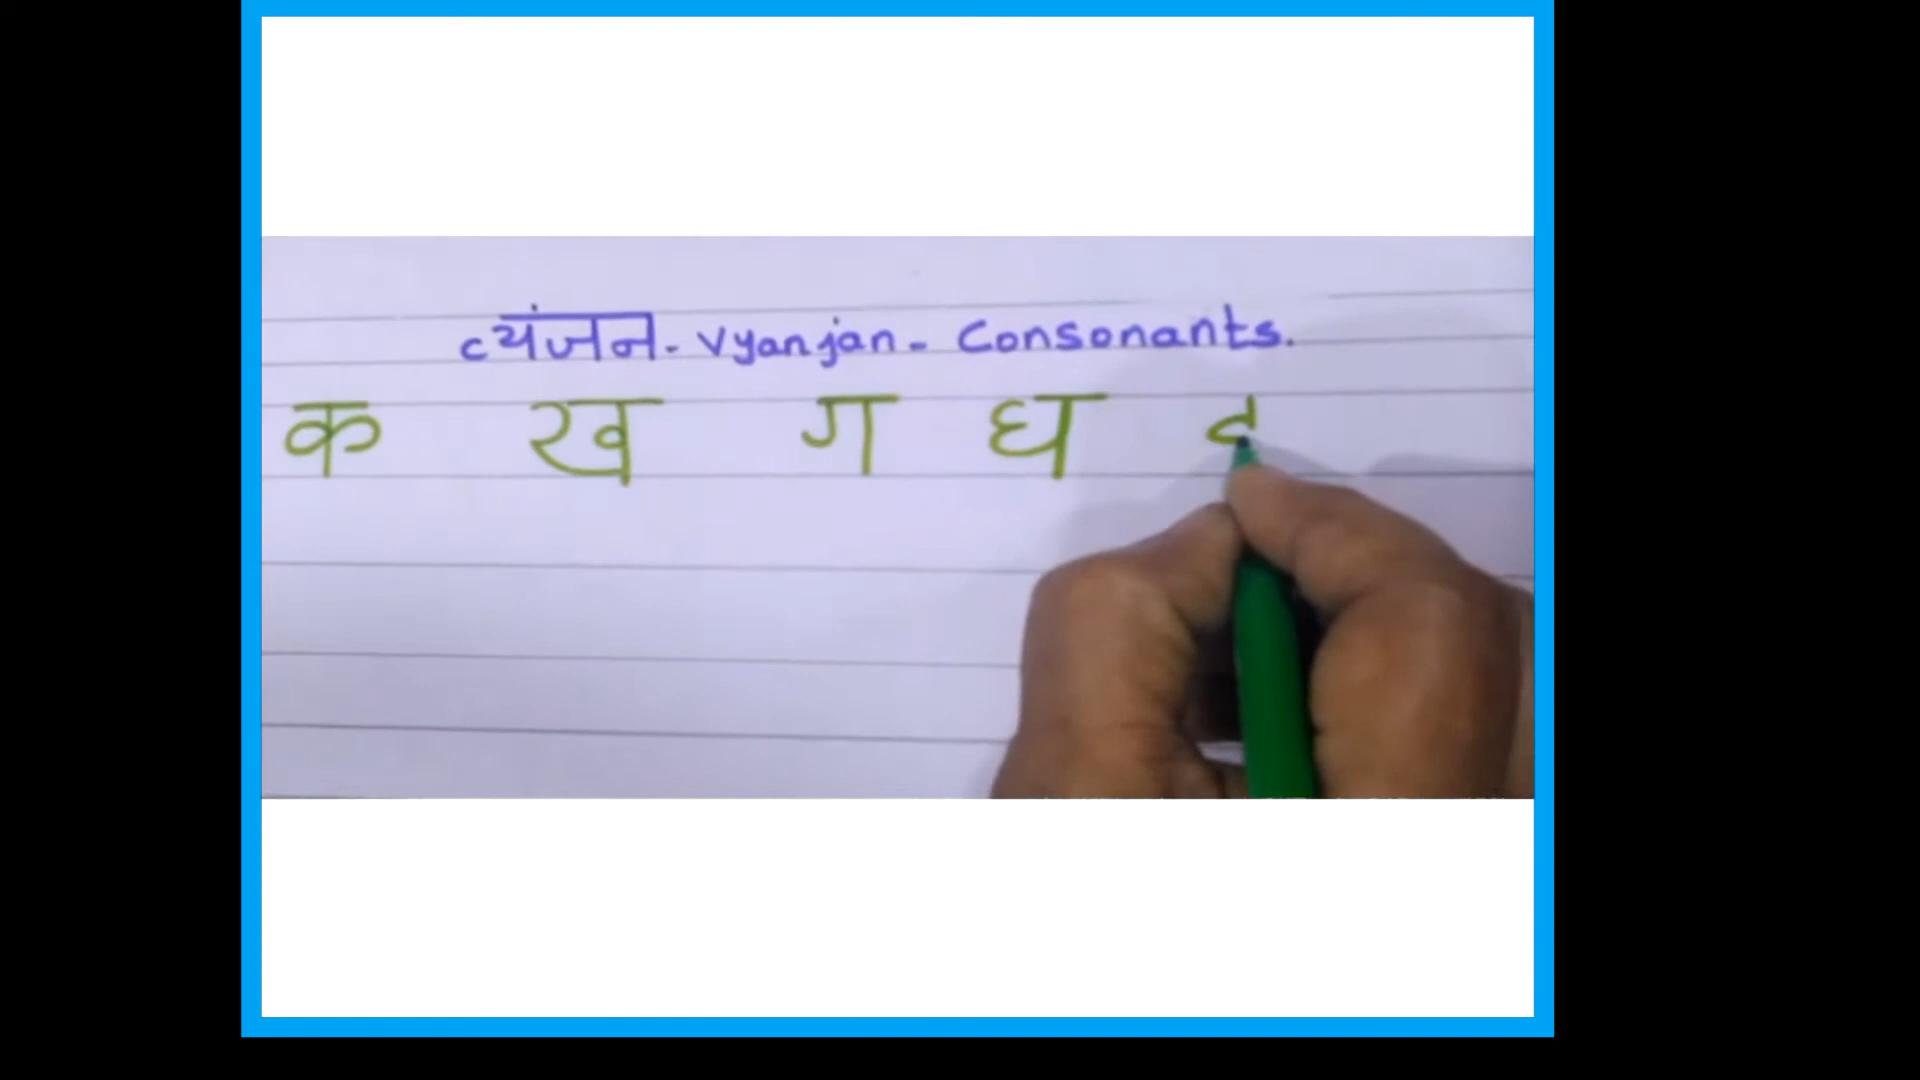 व्यंजन - Vyanjan - Consonants.
क ख ग घ